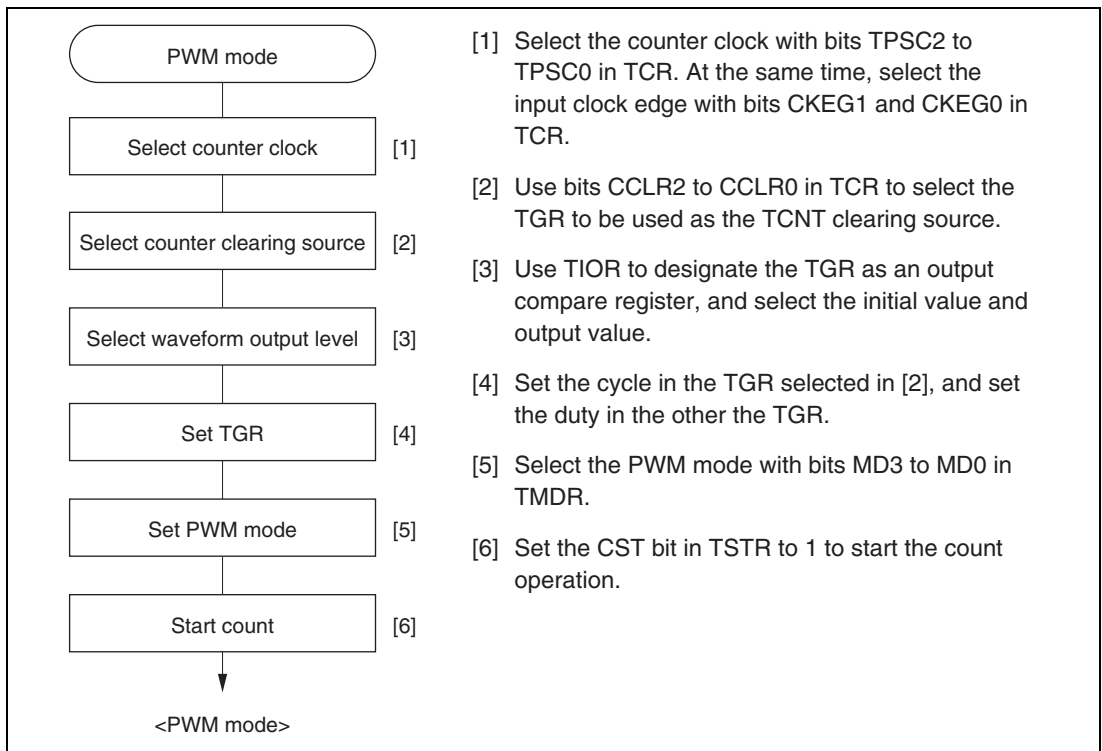 PWM mode
Select counter clock [1]
Select counter clearing source [2]
Select waveform output level [3]
Set TGR [4]
Set PWM mode [5]
Start count [6]
<PWM mode>
[1] Select the counter clock with bits TPSC2 to
TPSC0 in TCR. At the same time, select the
input clock edge with bits CKEG1 and CKEG0 in
TCR.
[2] Use bits CCLR2 to CCLR0 in TCR to select the
TGR to be used as the TCNT clearing source.
[3] Use TIOR to designate the TGR as an output
compare register, and select the initial value and
output value.
[4] Set the cycle in the TGR selected in [2], and set
the duty in the other the TGR.
[5] Select the PWM mode with bits MD3 to MD0 in
TMDR.
[6] Set the CST bit in TSTR to 1 to start the count
operation.